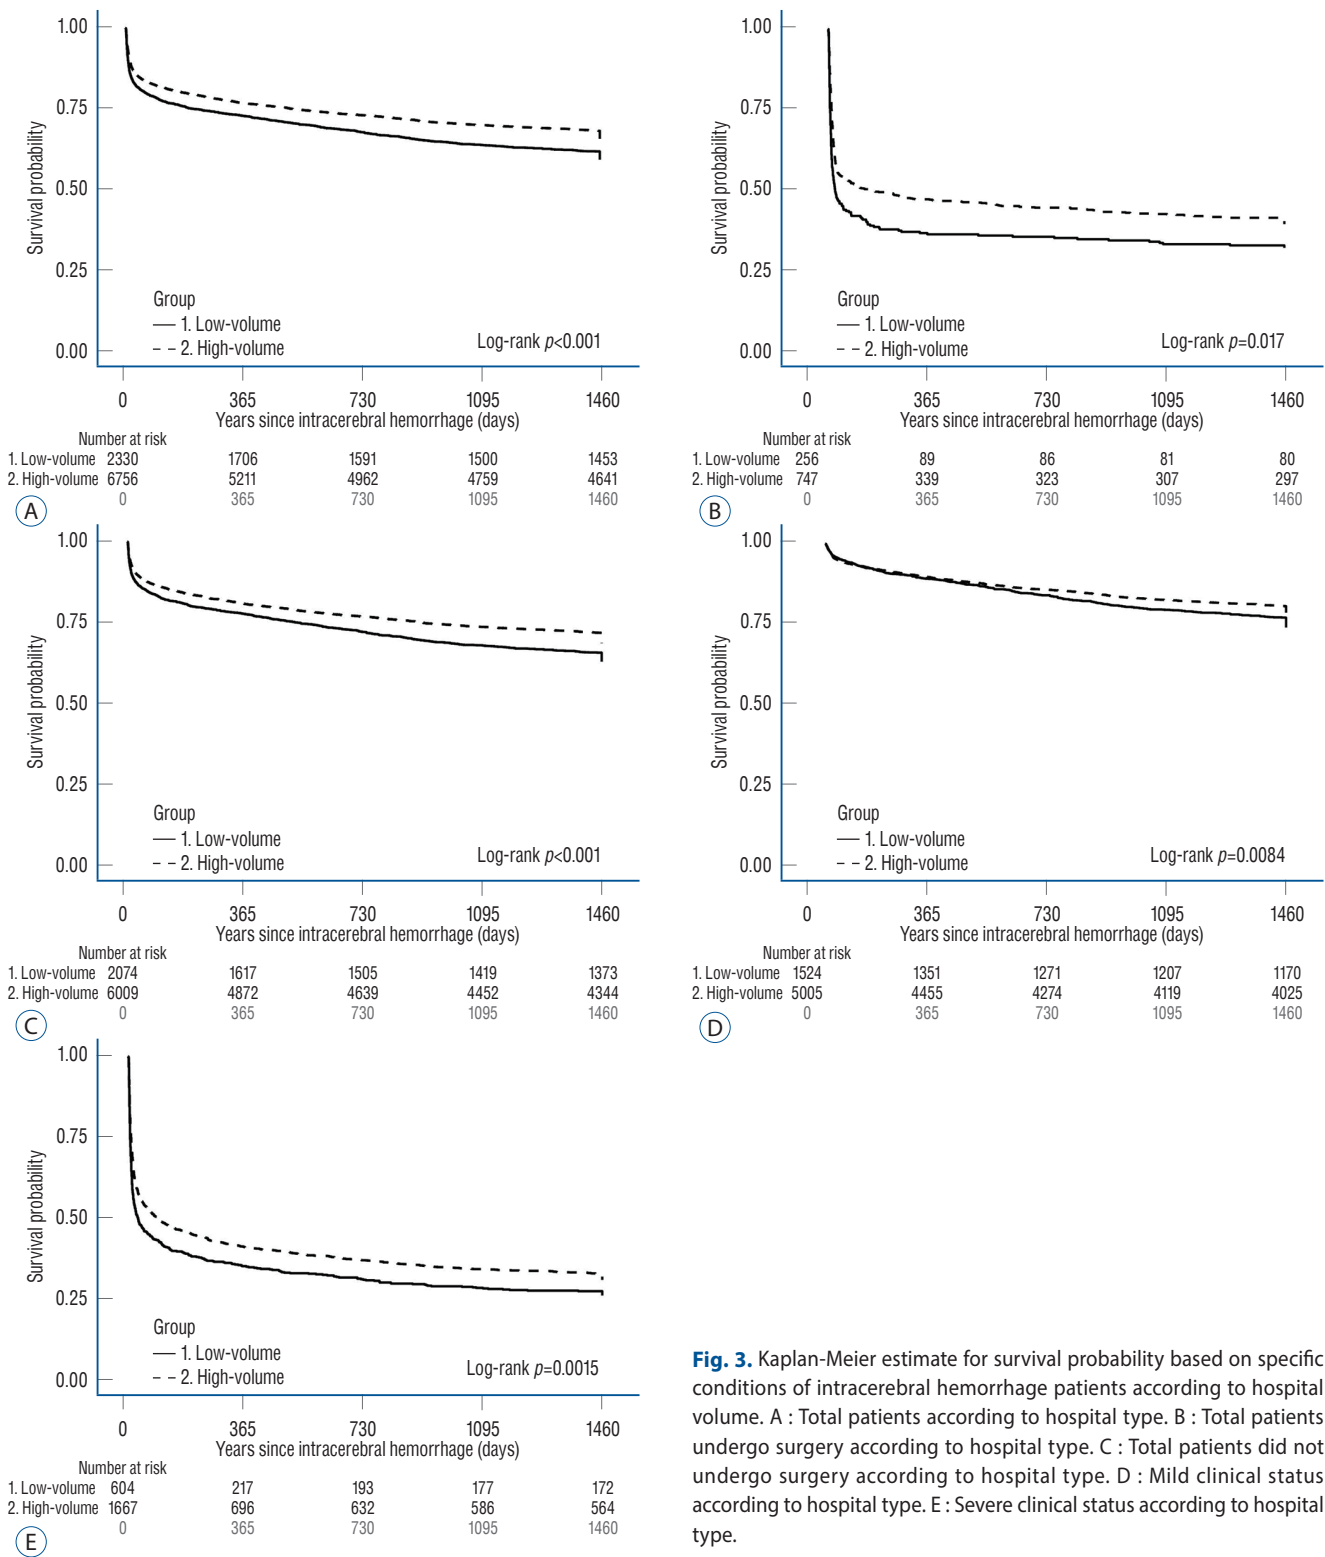 1.00
0.75
0.50
0.25
0.00
Survival probability
Group
1. Low-volume
2. High-volume
Log-rank p<0.001
0 365 730 1095 1460
Years since intracerebral hemorrhage (days)
Number at risk
1. Low-volume 2330 1706 1591 1500 1453
2. High-volume 6756 5211 4962 4759 4641
0 365 730 1095 1460
A
1.00
0.75
0.50
0.25
0.00
Survival probability
Group
1. Low-volume
2. High-volume
Log-rank p=0.017
0 365 730 1095 1460
Years since intracerebral hemorrhage (days)
Number at risk
1. Low-volume 256 89 86 81 80
2. High-volume 747 339 323 307 297
0 365 730 1095 1460
B
1.00
0.75
0.50
0.25
0.00
Survival probability
Group
1. Low-volume
2. High-volume
Log-rank p<0.001
0 365 730 1095 1460
Years since intracerebral hemorrhage (days)
Number at risk
1. Low-volume 2074 1617 1505 1419 1373
2. High-volume 6009 4872 4639 4452 4344
0 365 730 1095 1460
C
1.00
0.75
0.50
0.25
0.00
Survival probability
Group
1. Low-volume
2. High-volume
Log-rank p=0.0084
0 365 730 1095 1460
Years since intracerebral hemorrhage (days)
Number at risk
1. Low-volume 1524 1351 1271 1207 1170
2. High-volume 5005 4455 4274 4119 4025
0 365 730 1095 1460
D
1.00
0.75
0.50
0.25
0.00
Survival probability
Group
1. Low-volume
2. High-volume
Log-rank p=0.0015
0 365 730 1095 1460
Years since intracerebral hemorrhage (days)
Number at risk
1. Low-volume 604 217 193 177 172
2. High-volume 1667 696 632 586 564
0 365 730 1095 1460
E
Fig. 3. Kaplan-Meier estimate for survival probability based on specific
conditions of intracerebral hemorrhage patients according to hospital
volume. A : Total patients according to hospital type. B : Total patients
undergo surgery according to hospital type. C : Total patients did not
undergo surgery according to hospital type. D : Mild clinical status
according to hospital type. E : Severe clinical status according to hospital
type.